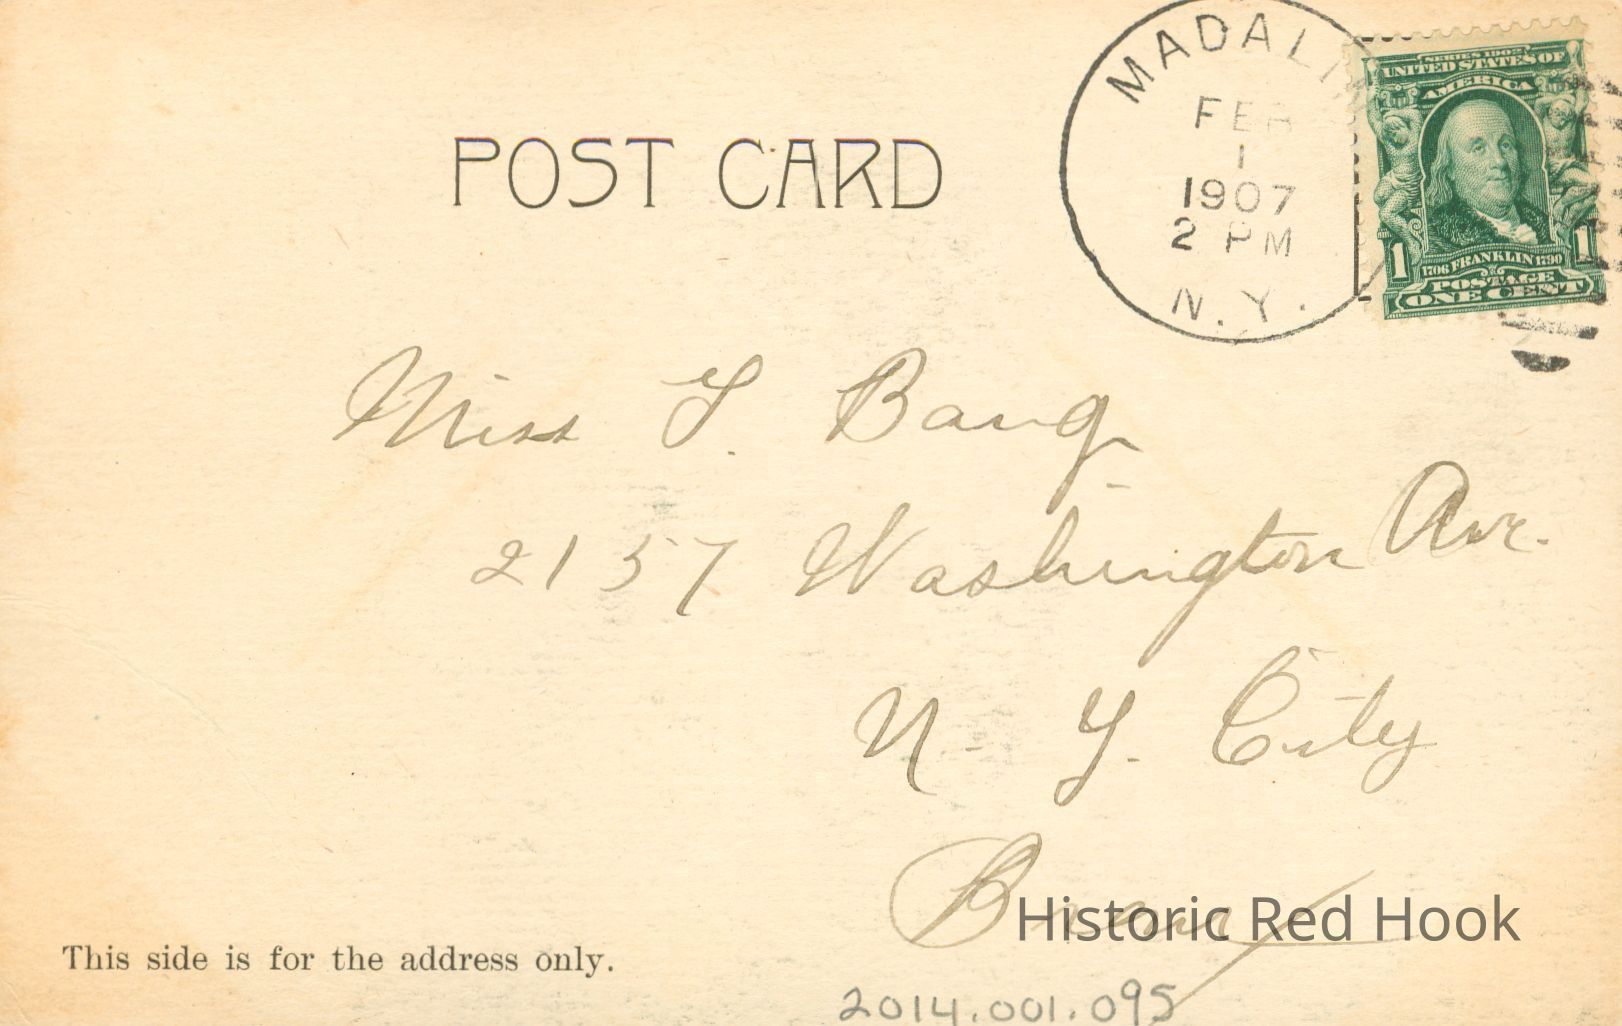 MADALIN
FEB
1
1907
2 PM
N.Y.
SERIES 1902
UNITED STATES OF
AMERICA
1 1
1706 FRANKLIN 1790
POSTAGE
ONE CENT
POST CARD
Miss
Bang
2157 Washington Ave.
N. Y. City
Bronx
Historic Red Hook
This side is for the address only.
2014.001.095